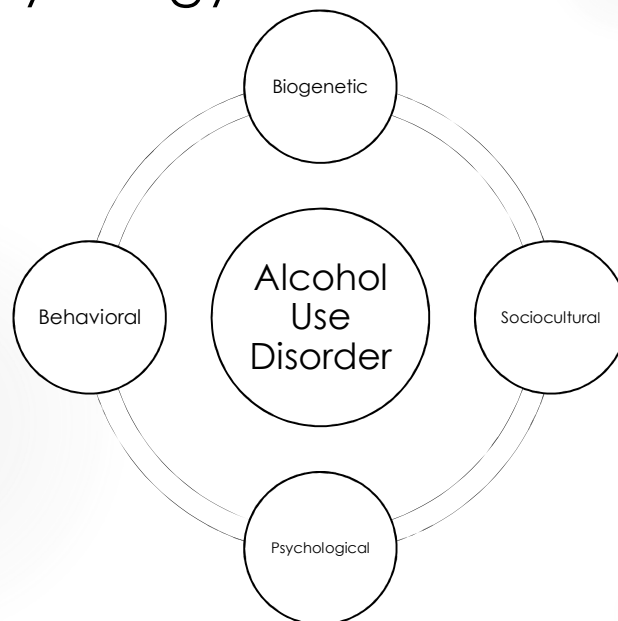 Biogenetic
Alcohol
Use
Disorder
Behavioral
Sociocultural
Psychological